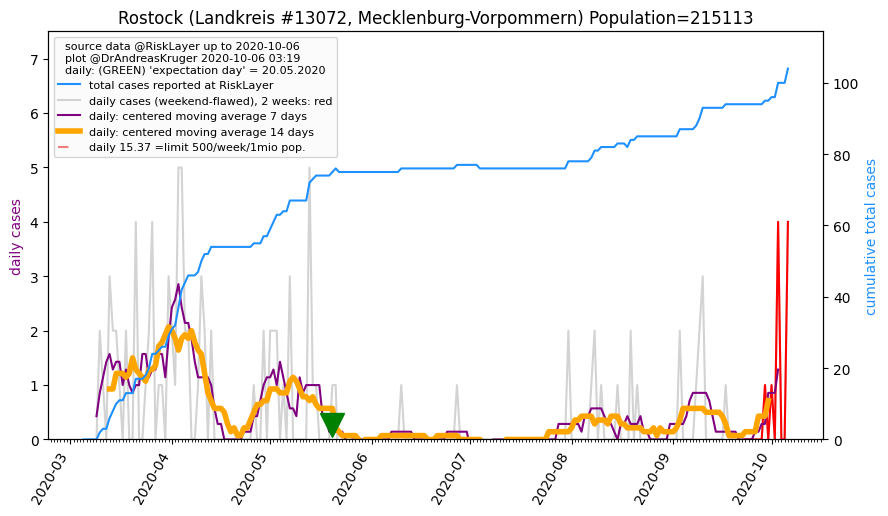 Rostock (Landkreis #13072, Mecklenburg-Vorpommern) Population=215113
source data @RiskLayer up to 2020-10-06
plot @DrAndreasKruger 2020-10-06 03:19
daily: (GREEN) 'expectation day' = 20.05.2020
total cases reported at RiskLayer
daily cases (weekend-flawed), 2 weeks: red
daily: centered moving average 7 days
daily: centered moving average 14 days
daily 15.37 =limit 500/week/1mio pop.
daily cases
7
6
5
4
3
2
1
0
cumulative total cases
100
80
60
40
20
0
2020-03
2020-04
2020-05
2020-06
2020-07
2020-08
2020-09
2020-10